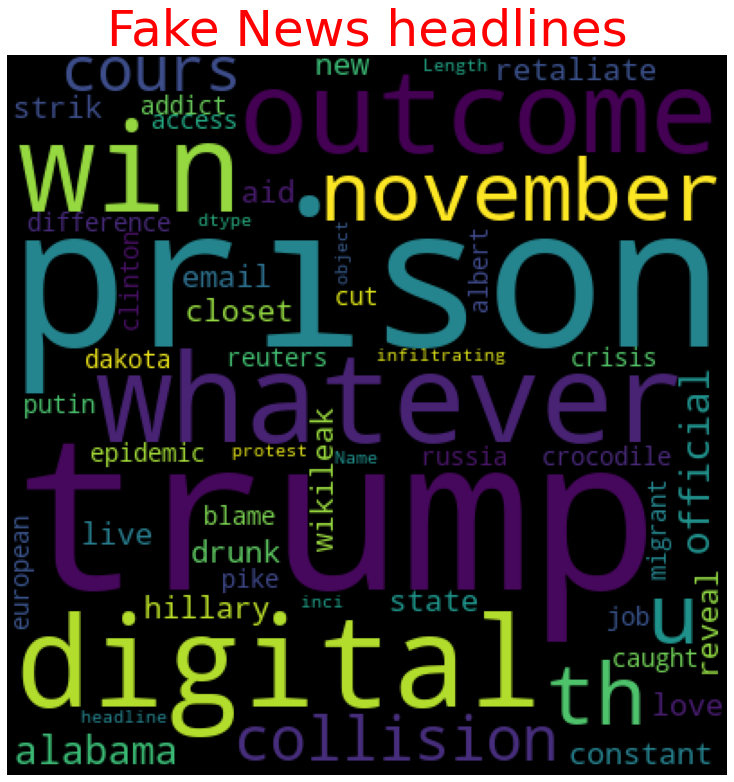 Fake News headlines
cours
new
Length
retaliate
strik
addict
access
outcome
win
aid
november
difference
dtype
clinton
email
object
albert
prison
closet
cut
dakota
reuters
infiltrating
crisis
putin
whatever
official
epidemic
protest
Name
wikileak
russia
crocodile
trump
european
live
blame
drunk
migrant
pike
hillary
inci
state
job
u
reveal
digital
th
caught
love
headline
collision
alabama
constant